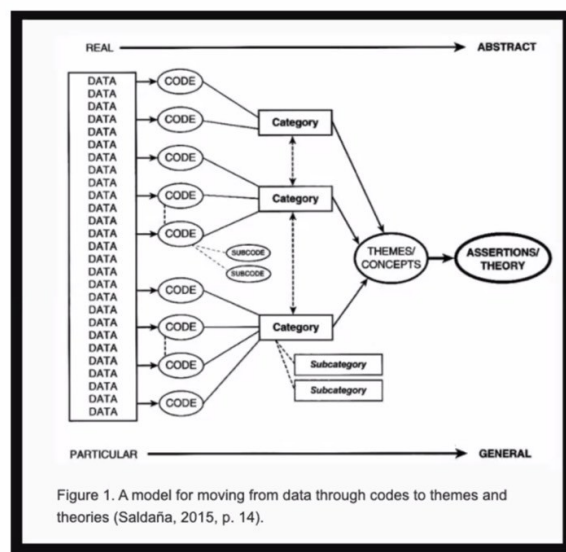 REAL ABSTRACT
DATA CODE
DATA
DATA
DATA CODE
DATA Category
DATA
DATA CODE
DATA
DATA
DATA CODE Category
DATA
DATA
DATA CODE THEMES/ ASSERTIONS/
DATA SUBCODE CONCEPTS THEORY
DATA SUBCODE
DATA
DATA CODE
DATA
DATA
DATA CODE Category
DATA
DATA
DATA CODE Subcategory
DATA
DATA Subcategory
DATA CODE
DATA
PARTICULAR GENERAL
Figure 1. A model for moving from data through codes to themes and
theories (Saldaña, 2015, p. 14).